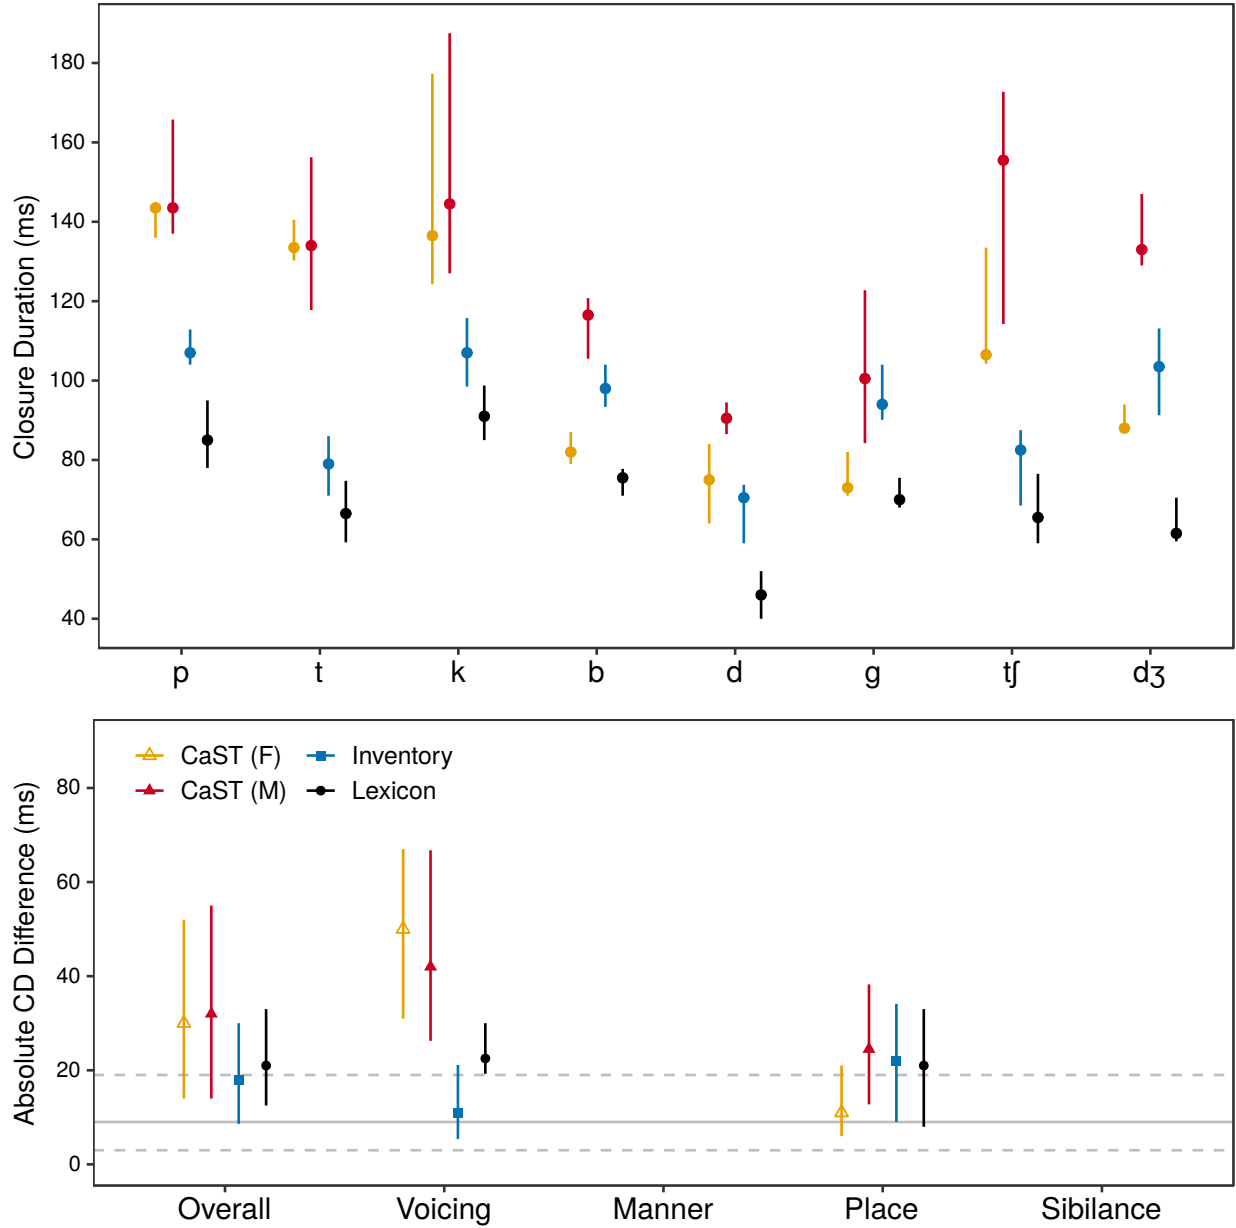 Closure Duration (ms)
180
160
140
120
100
80
60
40
p t k b d g tʃ dʒ
Absolute CD Difference (ms)
CaST (F) Inventory
CaST (M) Lexicon
80
60
40
20
0
Overall Voicing Manner Place Sibilance